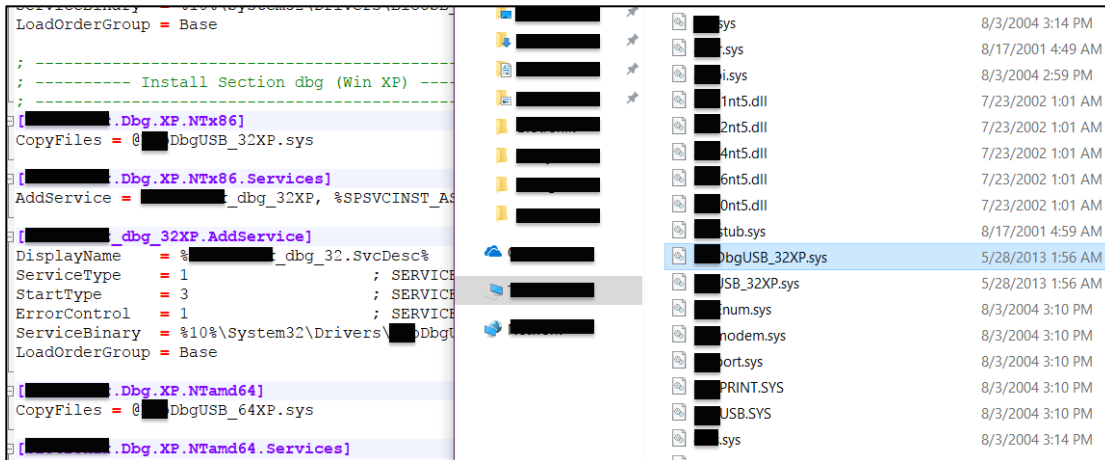 LoadOrderGroup = Base
; ---------- Install Section dbg (Win XP) ----
[ .Dbg.XP.NTx86]
CopyFiles = @ DbgUSB_32XP.sys
[ .Dbg.XP.NTx86.Services]
AddService = _dbg_32XP, %SPSVCINST_AS
[ _dbg_32XP.AddService]
DisplayName = % _dbg_32.SvcDesc%
ServiceType = 1 ; SERVICE
StartType = 3 ; SERVICE
ErrorControl = 1 ; SERVICE
ServiceBinary = %10%\System32\Drivers\ DbgU
LoadOrderGroup = Base
[ .Dbg.XP.NTamd64]
CopyFiles = @ DbgUSB_64XP.sys
[ .Dbg.XP.NTamd64.Services]
sys 8/3/2004 3:14 PM
.sys 8/17/2001 4:49 AM
i.sys 8/3/2004 2:59 PM
1nt5.dll 7/23/2002 1:01 AM
2nt5.dll 7/23/2002 1:01 AM
4nt5.dll 7/23/2002 1:01 AM
6nt5.dll 7/23/2002 1:01 AM
0nt5.dll 7/23/2002 1:01 AM
stub.sys 8/17/2001 4:59 AM
DbgUSB_32XP.sys 5/28/2013 1:56 AM
USB_32XP.sys 5/28/2013 1:56 AM
num.sys 8/3/2004 3:10 PM
modem.sys 8/3/2004 3:10 PM
port.sys 8/3/2004 3:10 PM
PRINT.SYS 8/3/2004 3:10 PM
USB.SYS 8/3/2004 3:10 PM
.sys 8/3/2004 3:14 PM